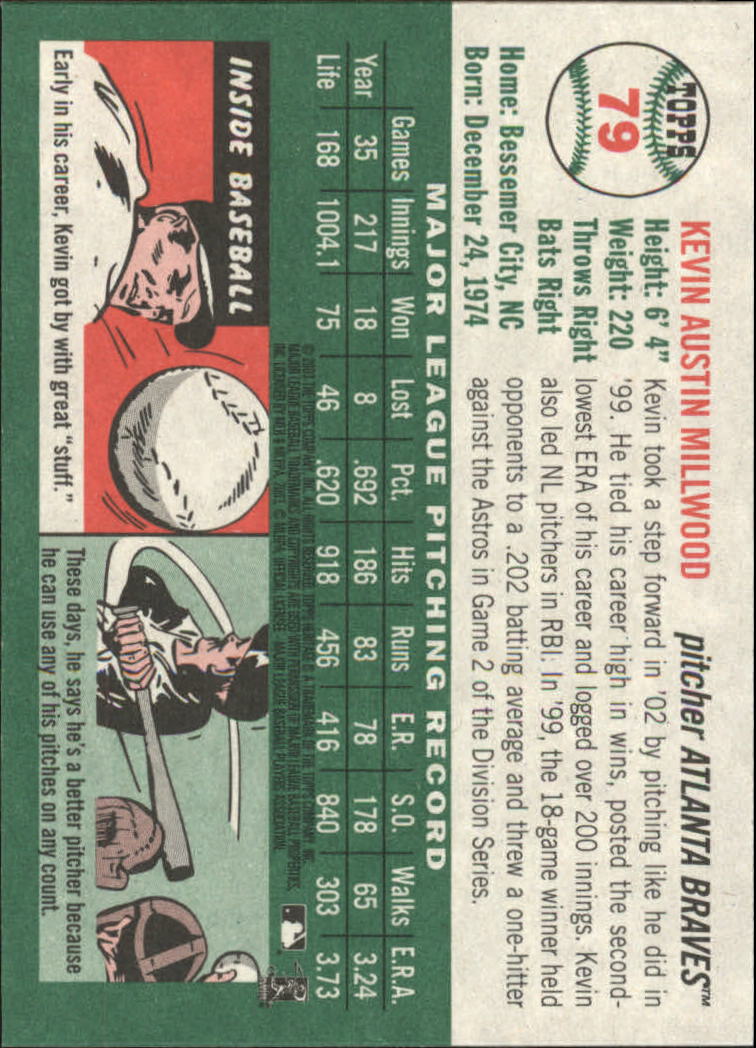 TOPPS
79
KEVIN AUSTIN MILLWOOD pitcher ATLANTA BRAVES™
Height: 6' 4"
Weight: 220
Throws Right
Bats Right
Home: Bessemer City, NC
Born: December 24, 1974
Kevin took a step forward in '02 by pitching like he did in
'99. He tied his career high in wins, posted the second-
lowest ERA of his career and logged over 200 innings. Kevin
also led NL pitchers in RBI. In '99, the 18-game winner held
opponents to a .202 batting average and threw a one-hitter
against the Astros in Game 2 of the Division Series.
MAJOR LEAGUE PITCHING RECORD
Games Innings Won Lost Pct. Hits Runs E.R. S.O. Walks E.R.A.
Year 35 217 18 8 .692 186 83 78 178 65 3.24
Life 168 1004.1 75 46 .620 918 456 416 840 303 3.73
INSIDE BASEBALL
Early in his career, Kevin got by with great "stuff."
These days, he says he's a better pitcher because
he can use any of his pitches on any count.